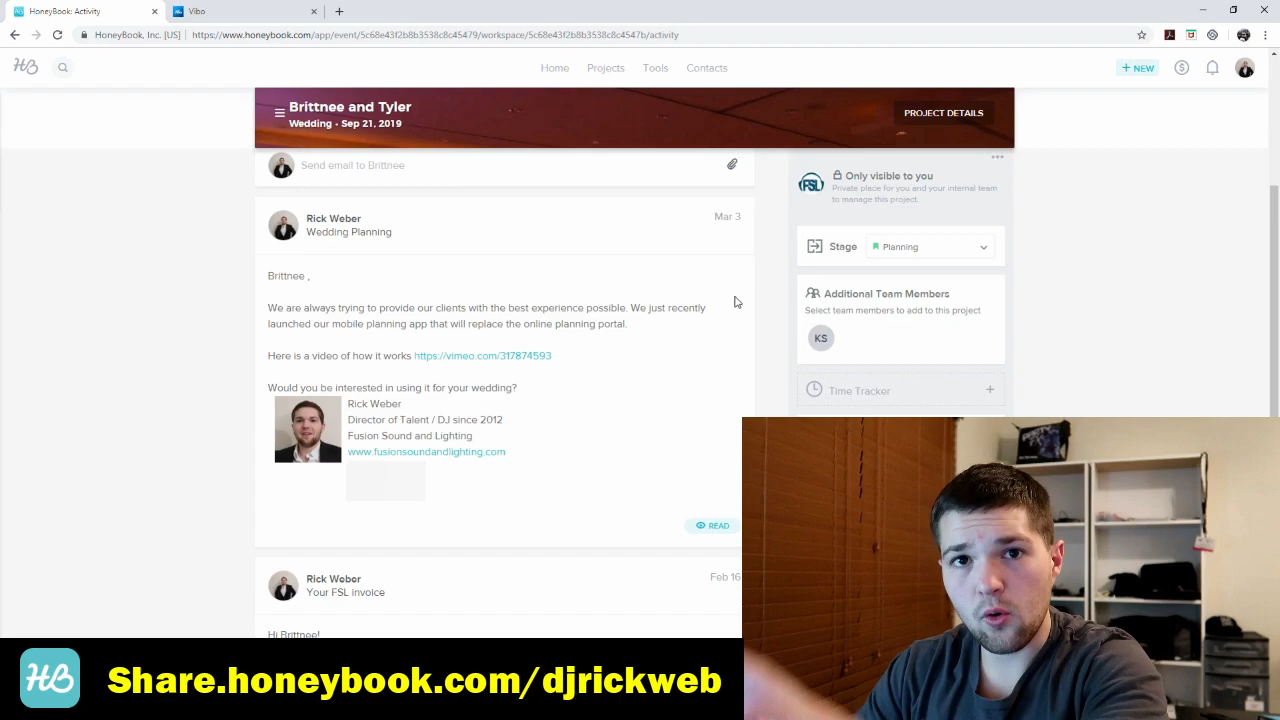 HoneyBook: Activity
Vibo
HoneyBook, Inc. [US] https://www.honeybook.com/app/event/5c68e43f2b8b3538c8c45479/workspace/5c68e43f2b8b3538c8c4547b/activity
HB
Home Projects Tools Contacts
+ NEW
Brittnee and Tyler
Wedding - Sep 21, 2019
PROJECT DETAILS
Send email to Brittnee
Only visible to you
FSL
Private place for you and your internal team
to manage this project.
Rick Weber
Mar 3
Wedding Planning
Stage
Planning
Brittnee ,
Additional Team Members
Select team members to add to this project
We are always trying to provide our clients with the best experience possible. We just recently
launched our mobile planning app that will replace the online planning portal.
KS
Here is a video of how it works https://vimeo.com/317874593
Would you be interested in using it for your wedding?
Time Tracker
Rick Weber
Director of Talent / DJ since 2012
Fusion Sound and Lighting
www.fusionsoundandlighting.com
READ
Rick Weber
Feb 16
Your FSL invoice
Hi Brittnee!
HB
Share.honeybook.com/djrickweb